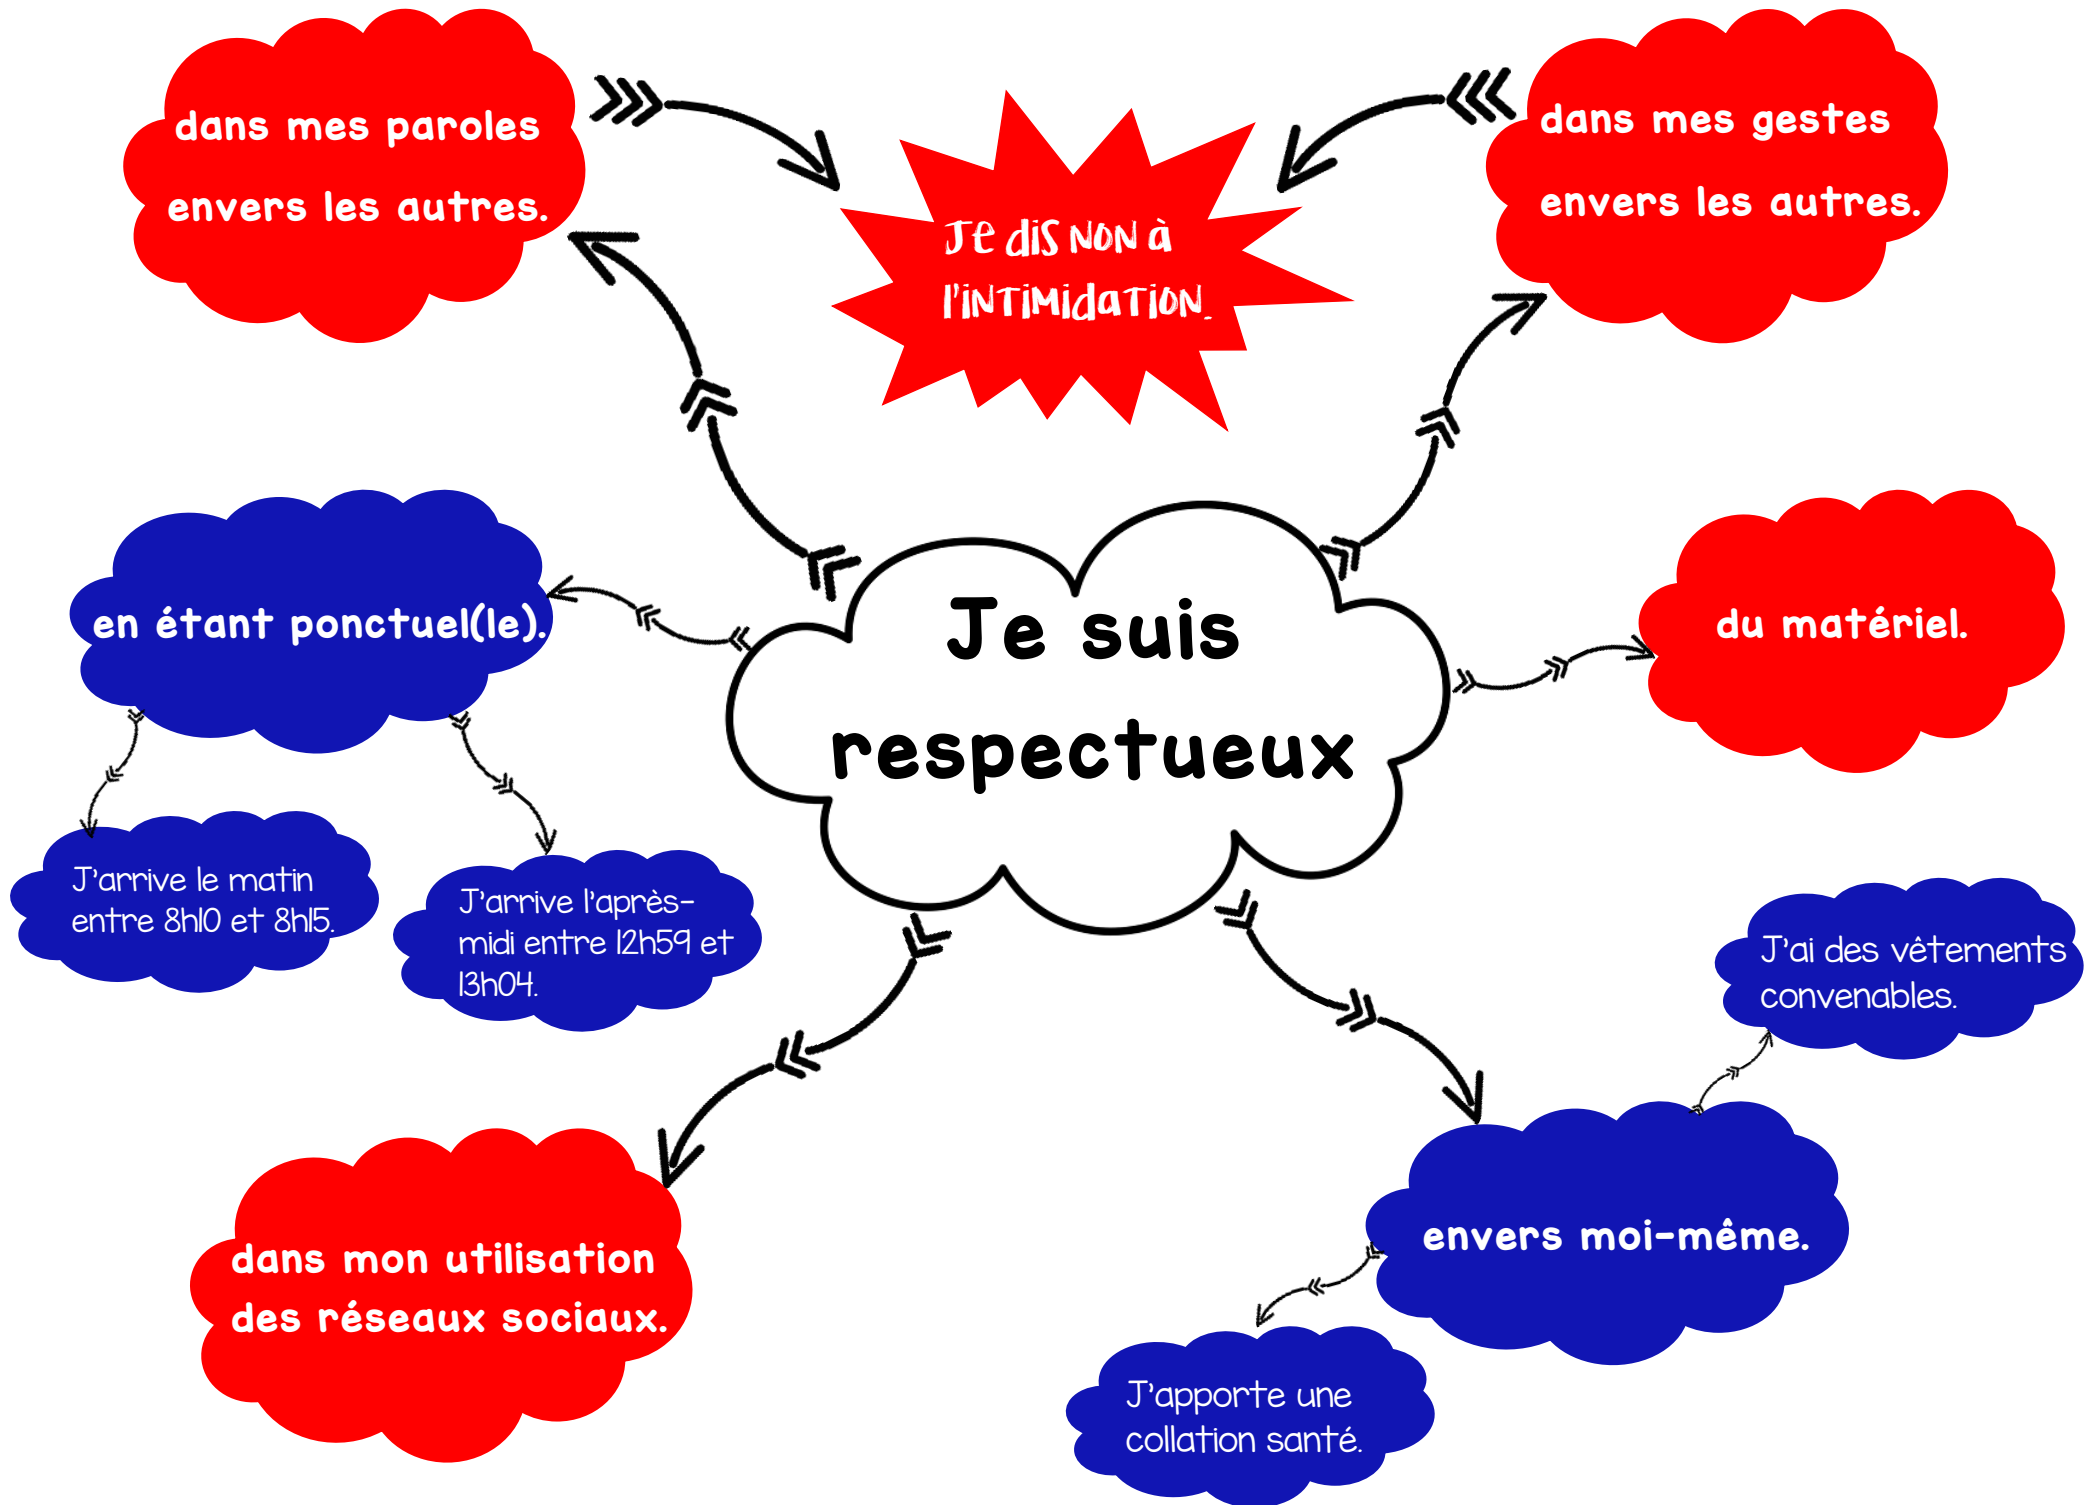 dans mes paroles
envers les autres.
Je dis NON à
l'intimidation.
dans mes gestes
envers les autres.
en étant ponctuel(le).
Je suis
respectueux
du matériel.
J'arrive le matin
entre 8h10 et 8h15.
J'arrive l'après-
midi entre 12h59 et
13h04.
J'ai des vêtements
convenables.
dans mon utilisation
des réseaux sociaux.
envers moi-même.
J'apporte une
collation santé.